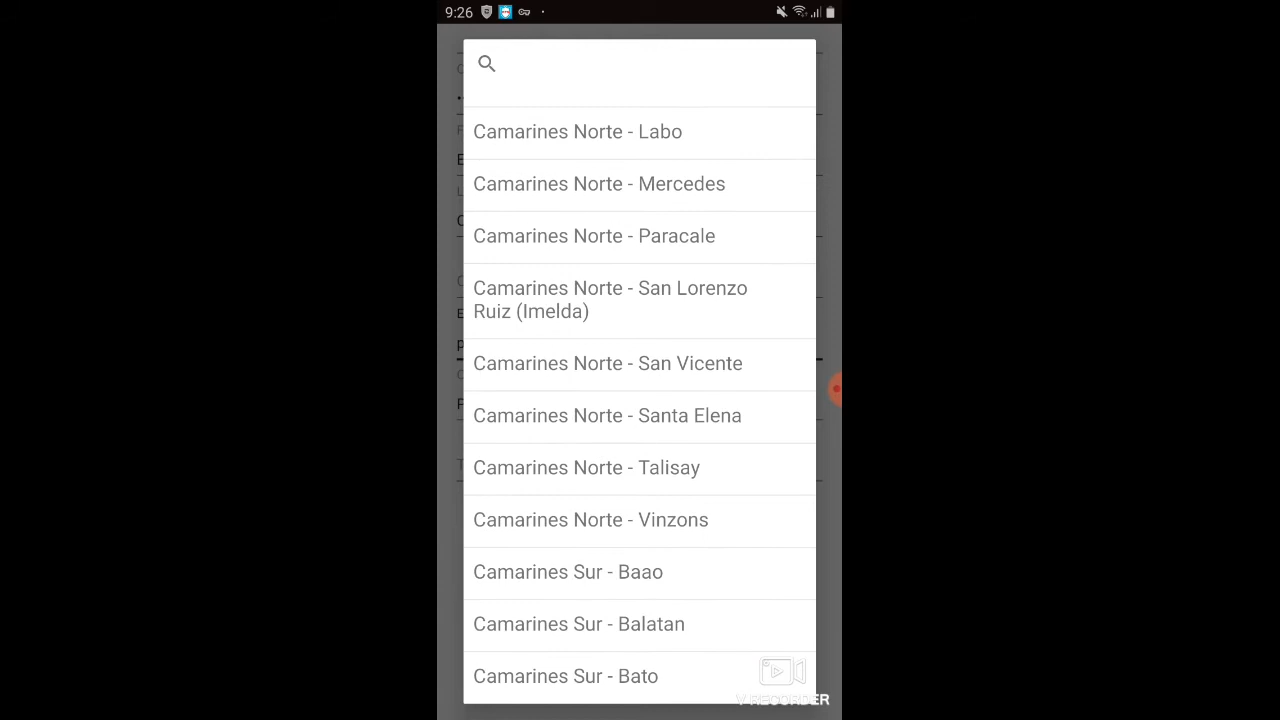 9:26
Camarines Norte - Labo
Camarines Norte - Mercedes
Camarines Norte - Paracale
Camarines Norte - San Lorenzo
Ruiz (Imelda)
Camarines Norte - San Vicente
Camarines Norte - Santa Elena
Camarines Norte - Talisay
Camarines Norte - Vinzons
Camarines Sur - Baao
Camarines Sur - Balatan
Camarines Sur - Bato
V RECORDER